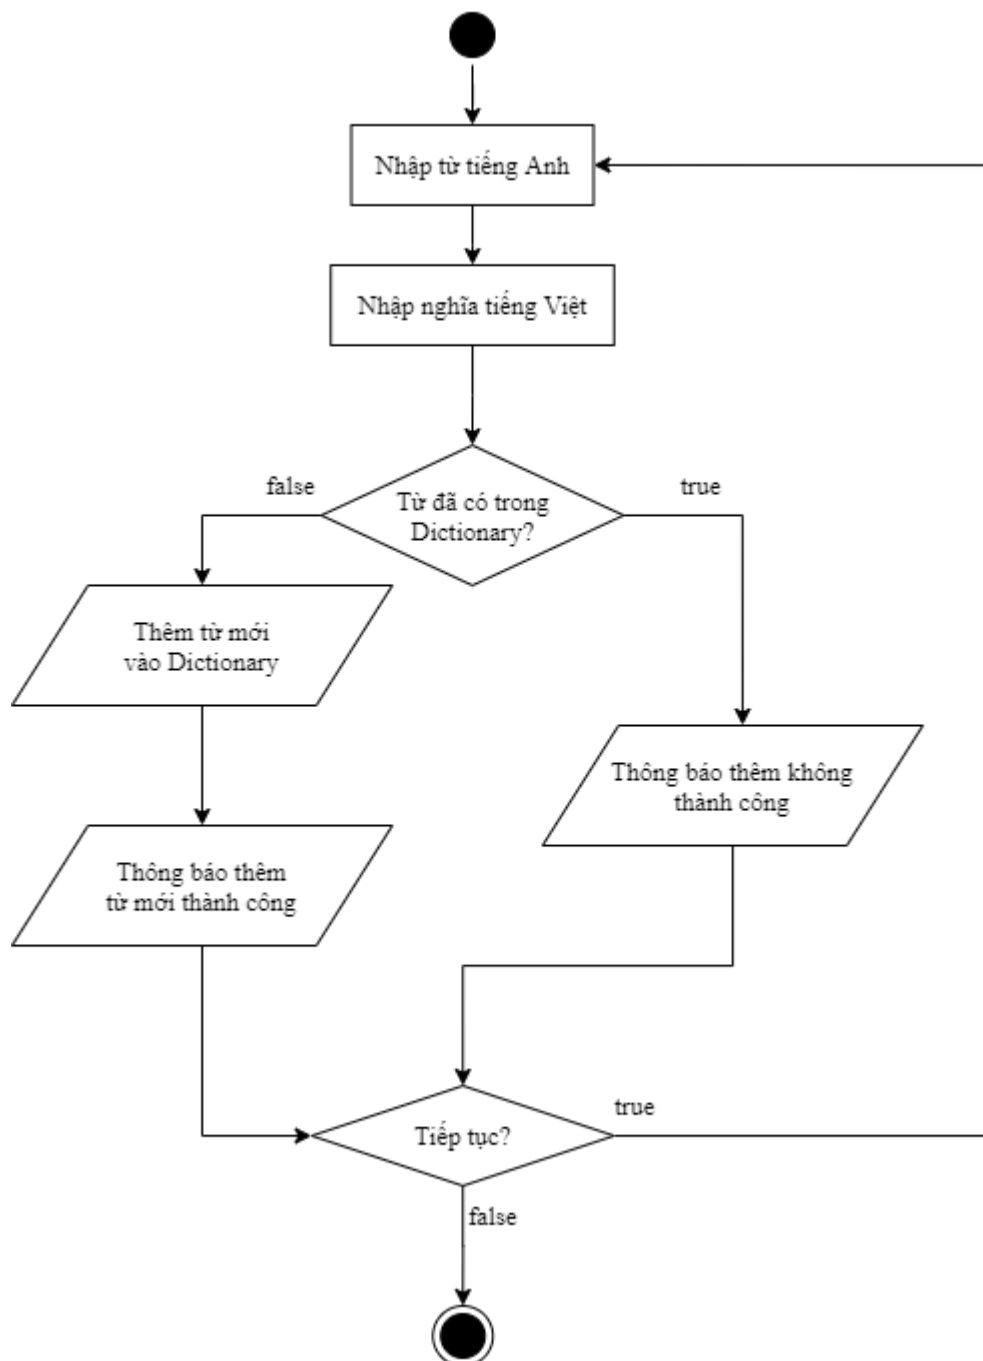 Nhập từ tiếng Anh
Nhập nghĩa tiếng Việt
false
true
Từ đã có trong
Dictionary?
Thêm từ mới
vào Dictionary
Thông báo thêm không
thành công
Thông báo thêm
từ mới thành công
true
Tiếp tục?
false